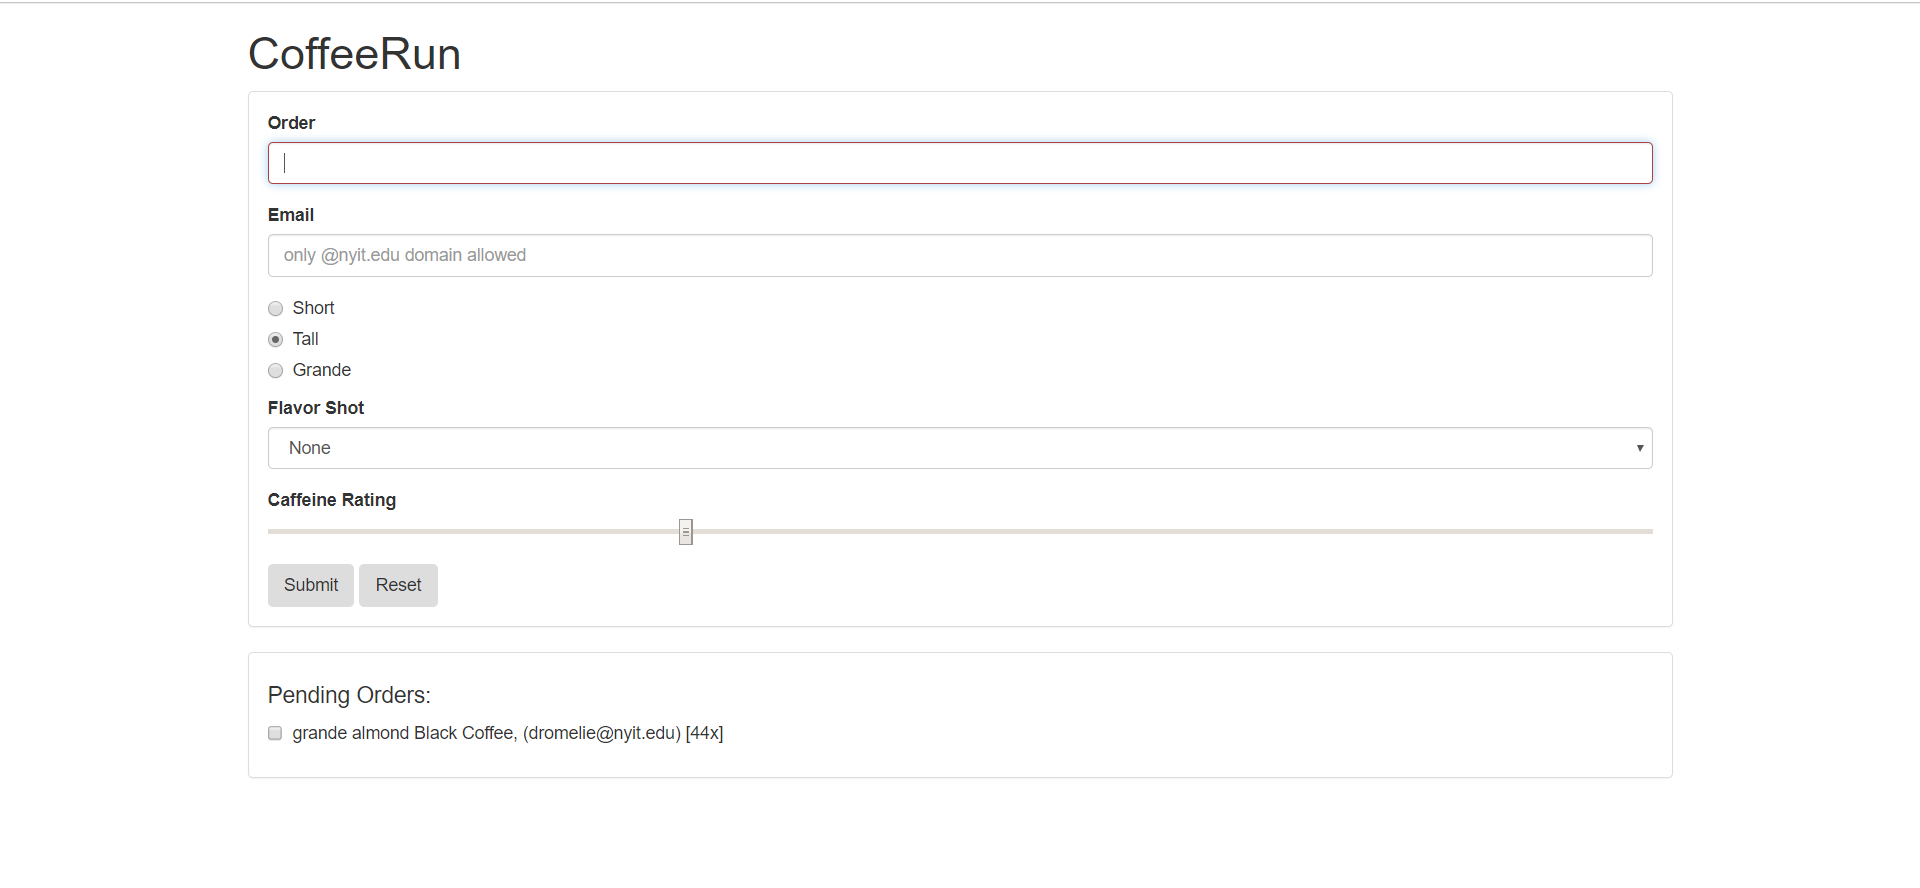 CoffeeRun
Order
Email
only @nyit.edu domain allowed
Short
Tall
Grande
Flavor Shot
None
Caffeine Rating
Submit Reset
Pending Orders:
grande almond Black Coffee, (dromelie@nyit.edu) [44x]